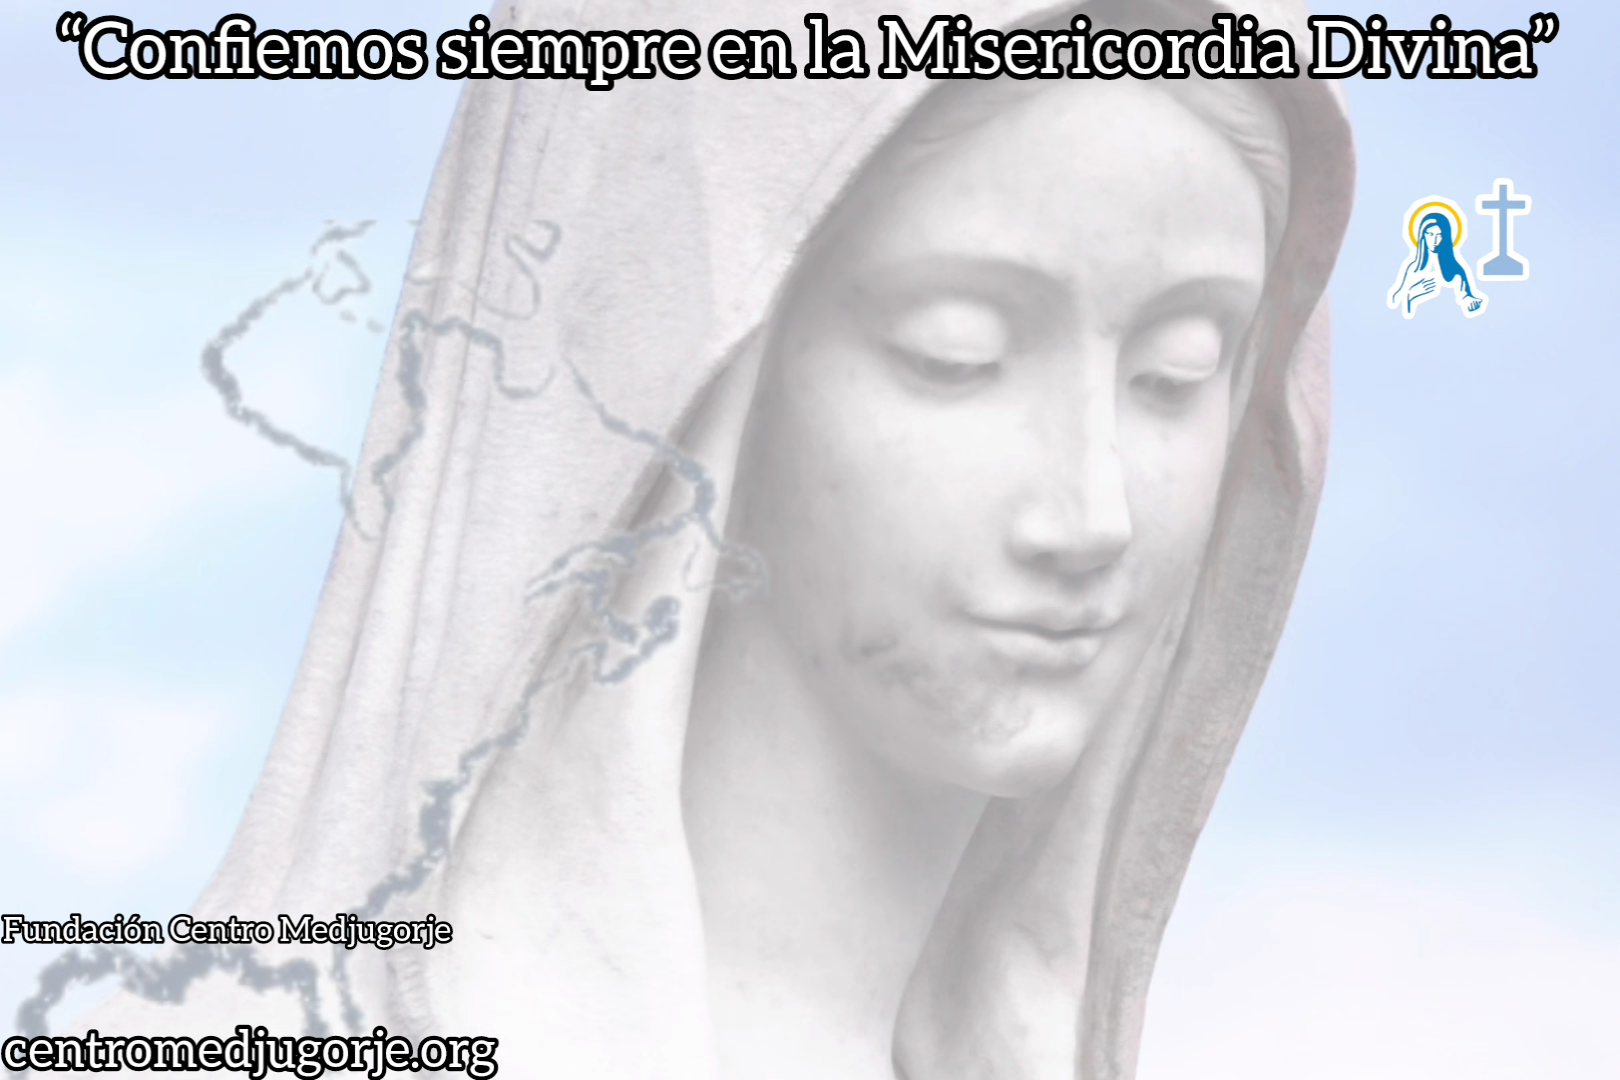 “Confiemos siempre en la Misericordia Divina”
Fundación Centro Medjugorje
centromedjugorje.org